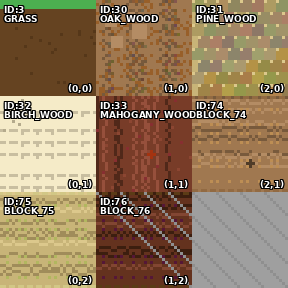 ID:3
GRASS
(0,0)
ID:30
OAK_WOOD
(1,0)
ID:31
PINE_WOOD
(2,0)
ID:32
BIRCH_WOOD
(0,1)
ID:33
MAHOGANY_WOOD
(1,1)
ID:74
BLOCK_74
(2,1)
ID:75
BLOCK_75
(0,2)
ID:76
BLOCK_76
(1,2)